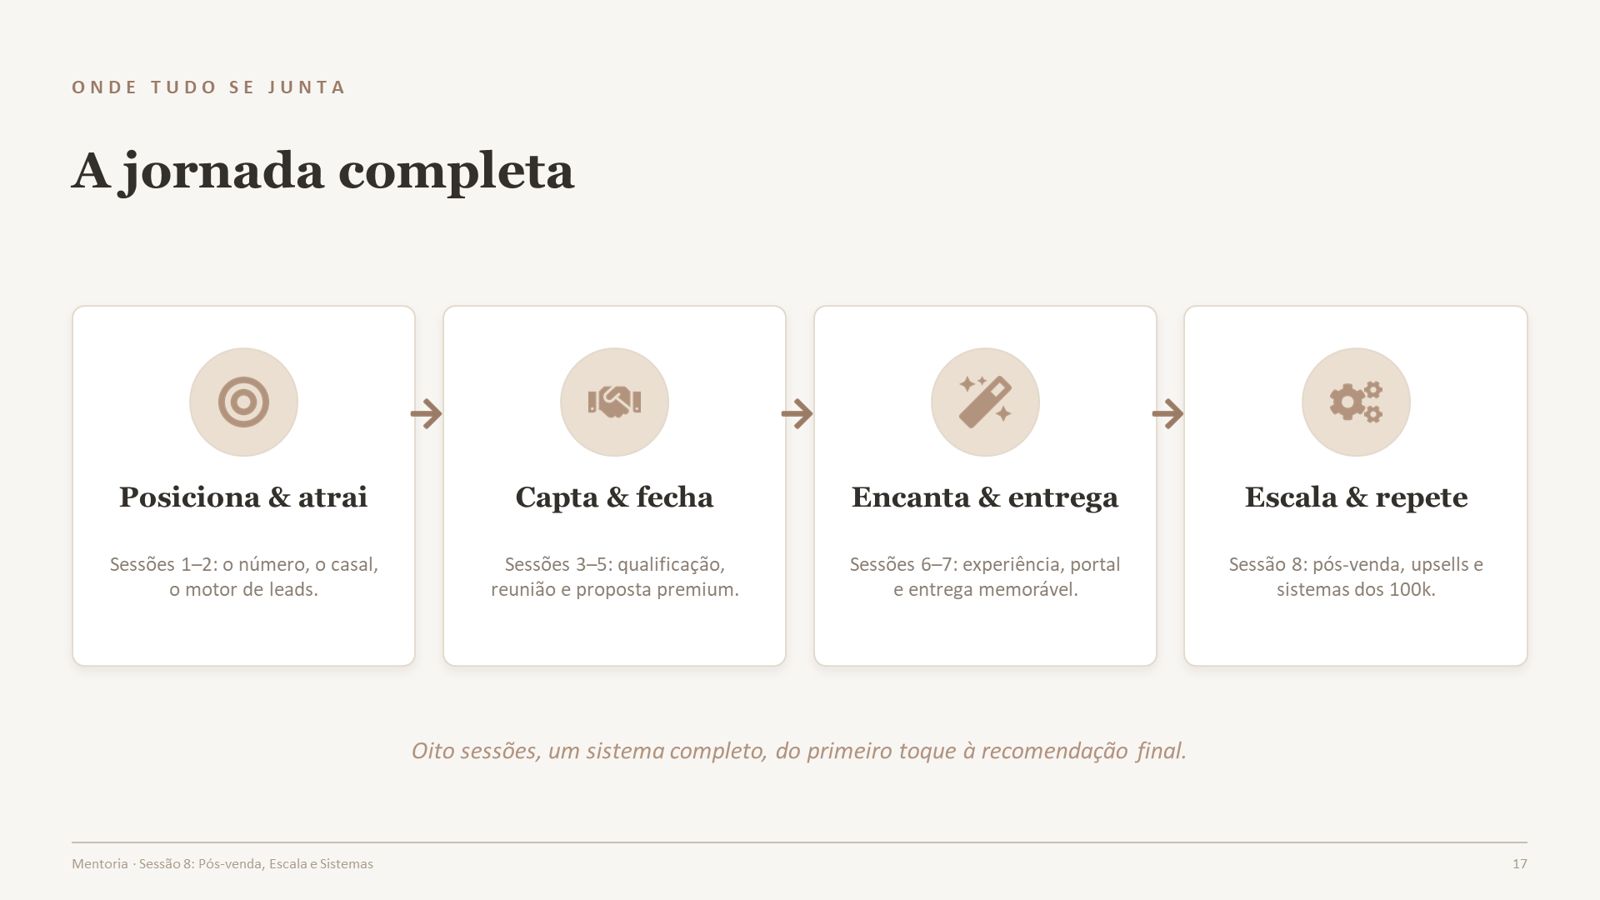 ONDE TUDO SE JUNTA
A jornada completa
Posiciona & atrai
Sessões 1–2: o número, o casal,
o motor de leads.
Capta & fecha
Sessões 3–5: qualificação,
reunião e proposta premium.
Encanta & entrega
Sessões 6–7: experiência, portal
e entrega memorável.
Escala & repete
Sessão 8: pós-venda, upsells e
sistemas dos 100k.
Oito sessões, um sistema completo, do primeiro toque à recomendação final.
Mentoria · Sessão 8: Pós-venda, Escala e Sistemas
17